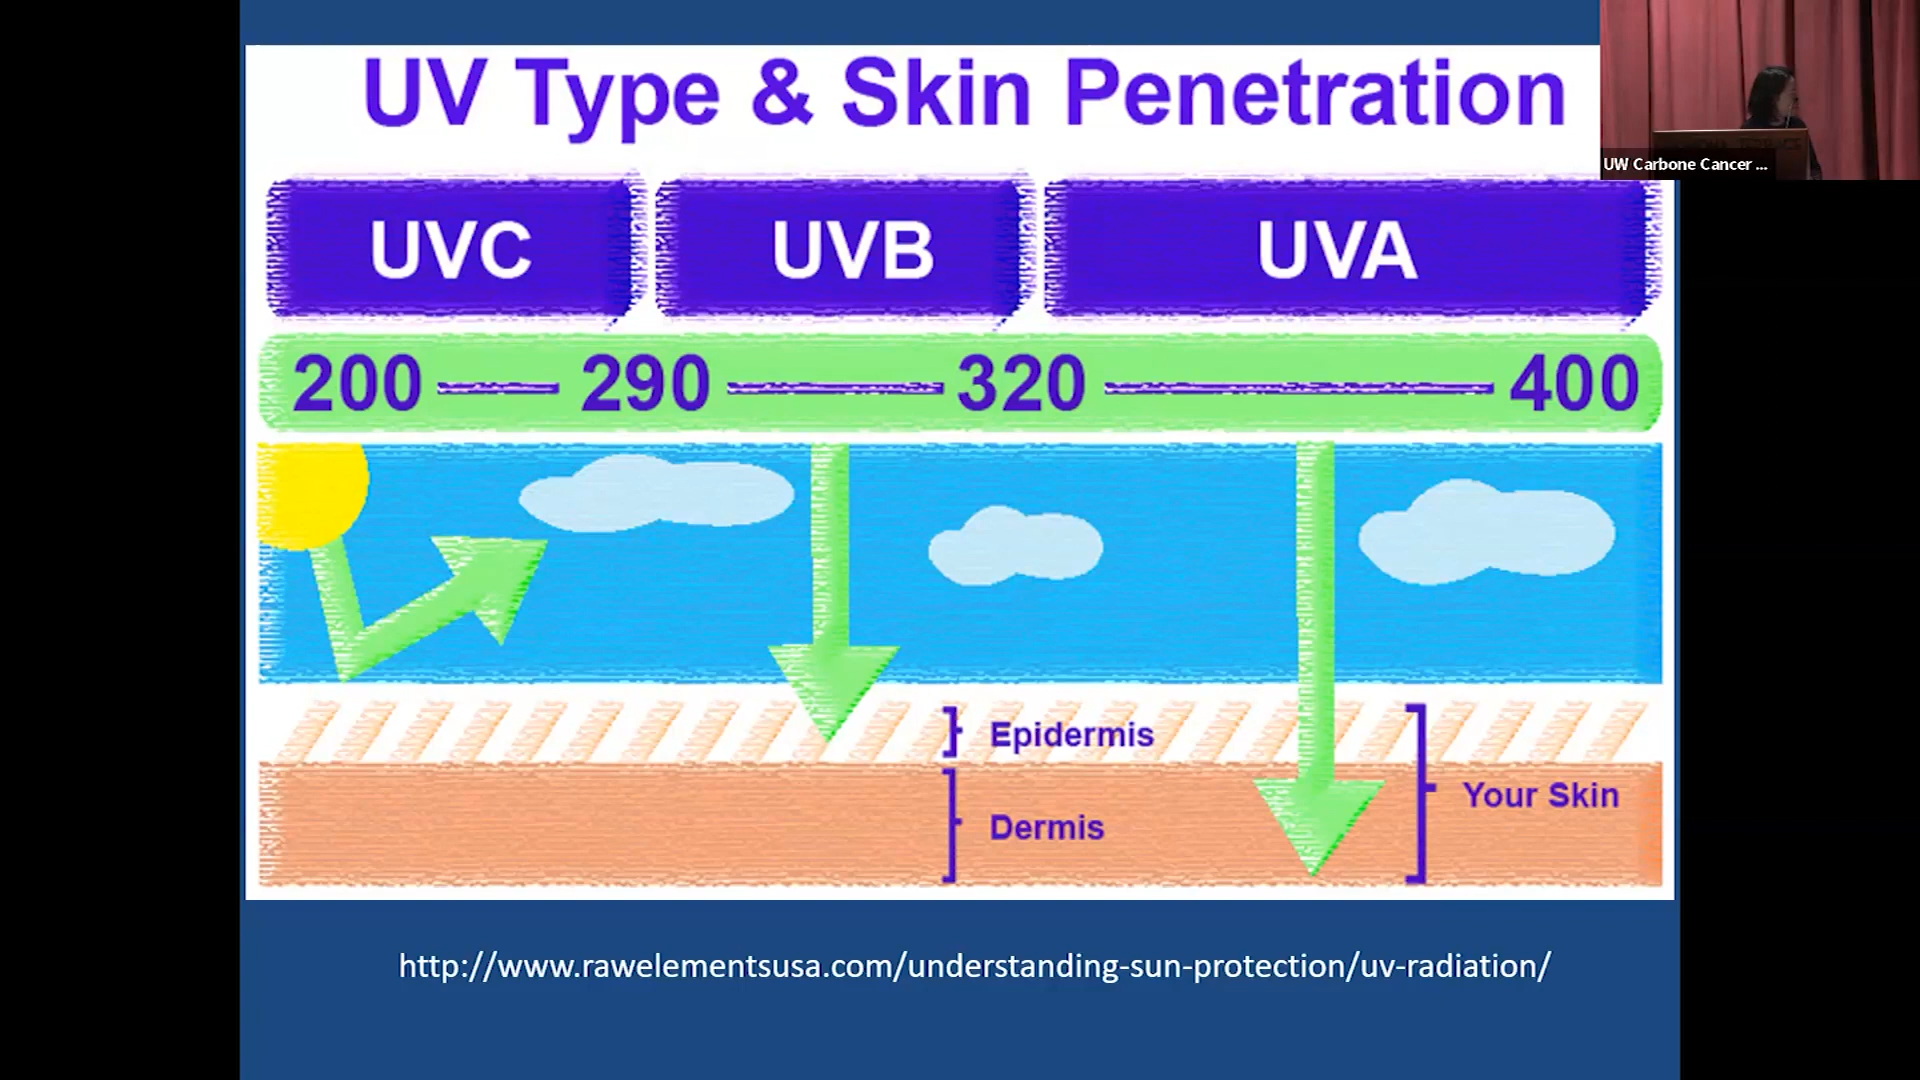 UV Type & Skin Penetration
UW Carbone Cancer ...
UVC UVB UVA
200 290 320 400
Epidermis
Your Skin
Dermis
http://www.rawelementsusa.com/understanding-sun-protection/uv-radiation/